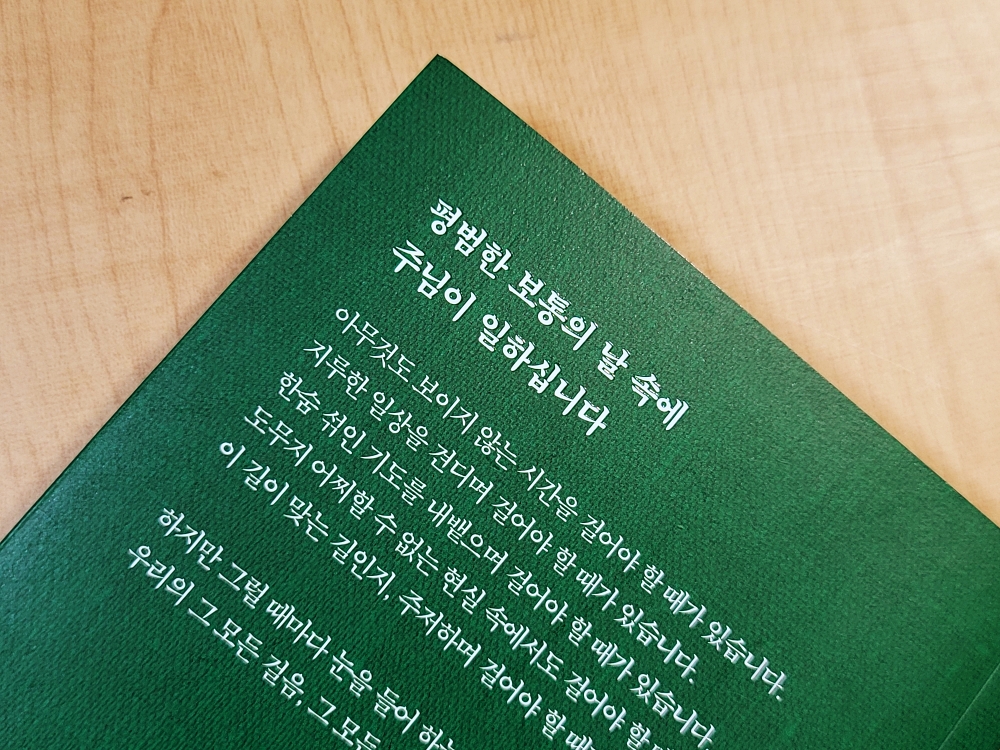 평범한 보통의 날 속에
주님이 일하십니다
아무것도 보이지 않는 시간을 걸어야 할 때가 있습니다.
지루한 일상을 견디며 걸어야 할 때가 있습니다.
한숨 섞인 기도를 내뱉으며 걸어야 할 때가 있습니다.
도무지 어찌할 수 없는 현실 속에서도 걸어야 할 때가
이 길이 맞는 길인지, 주저하며 걸어야 할 때
하지만 그럴 때마다 눈을 들어
우리의 그 모든 걸음, 그 모든